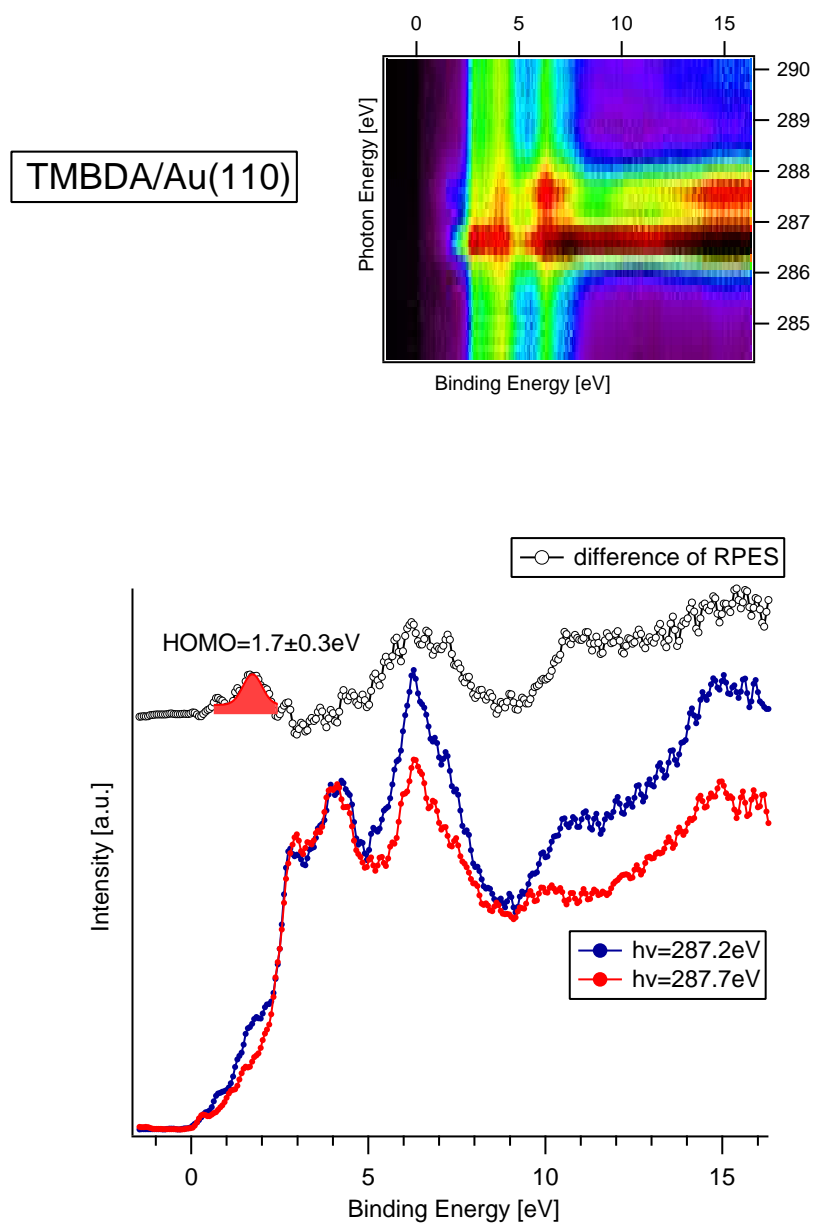 0 5 10 15
290
289
288
287
286
285
Photon Energy [eV]
Binding Energy [eV]
TMBDA/Au(110)
difference of RPES
HOMO=1.7±0.3eV
Intensity [a.u.]
hv=287.2eV
hv=287.7eV
0 5 10 15
Binding Energy [eV]